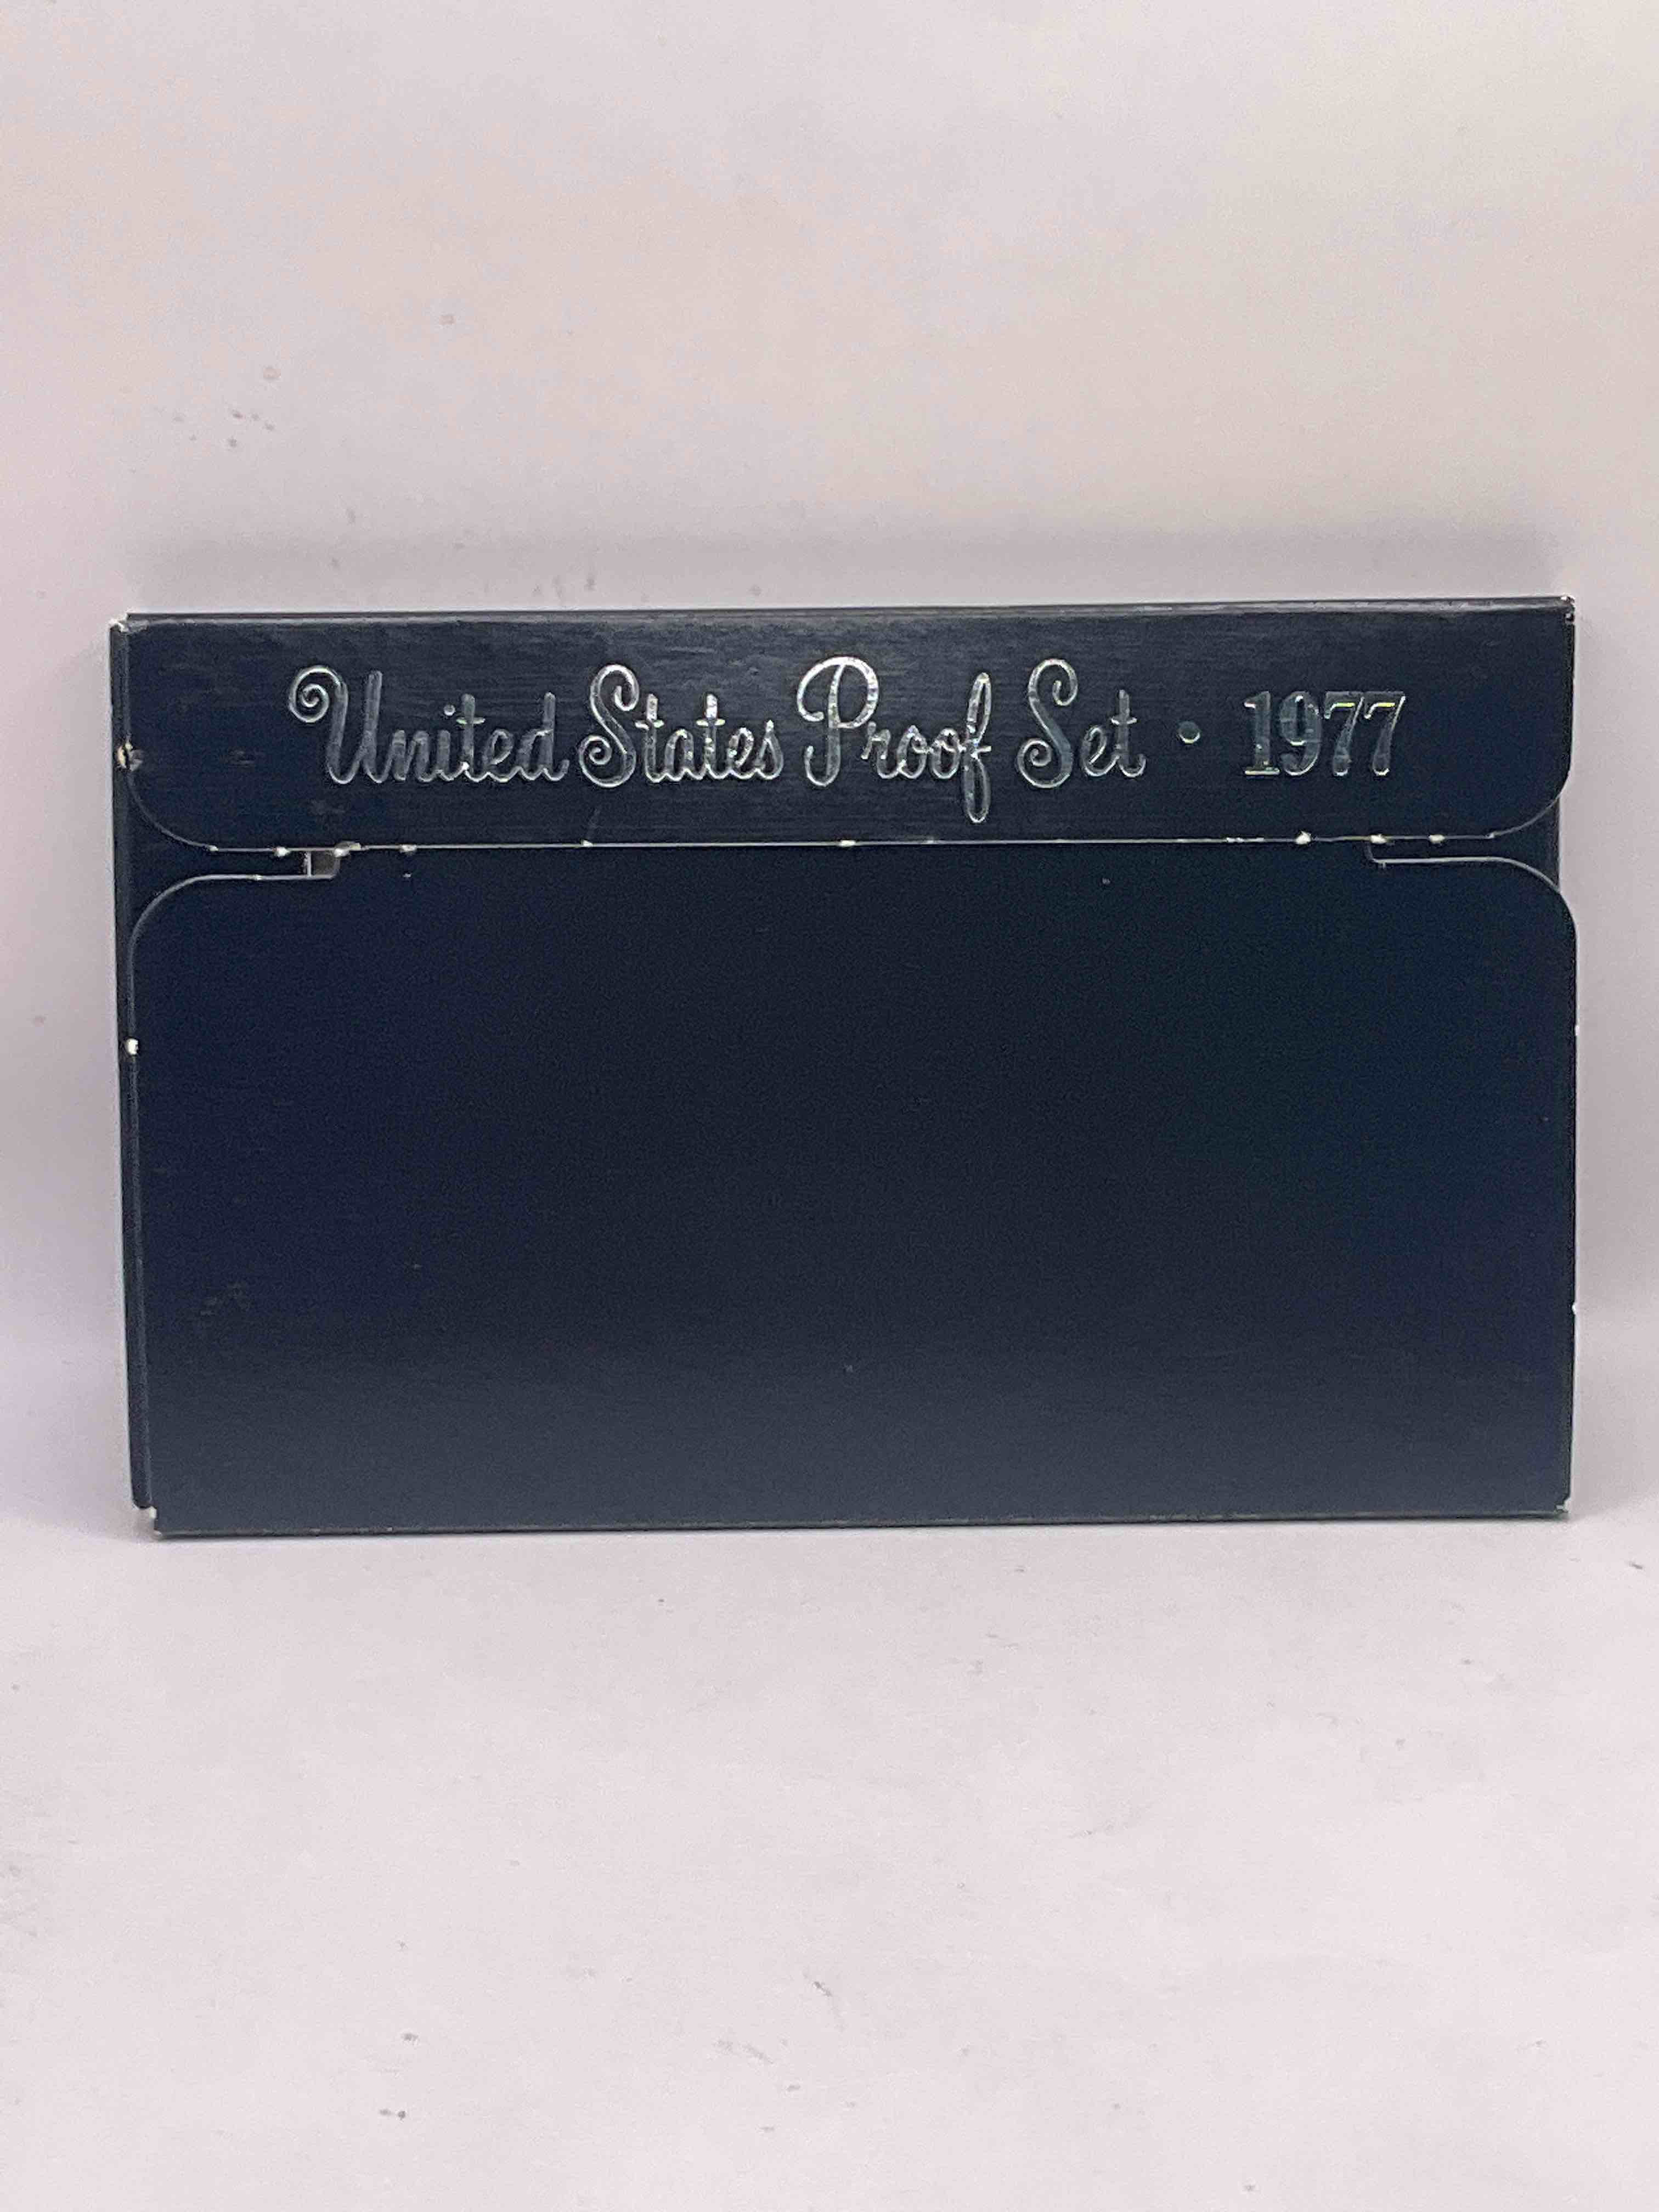 United States Proof Set • 1977